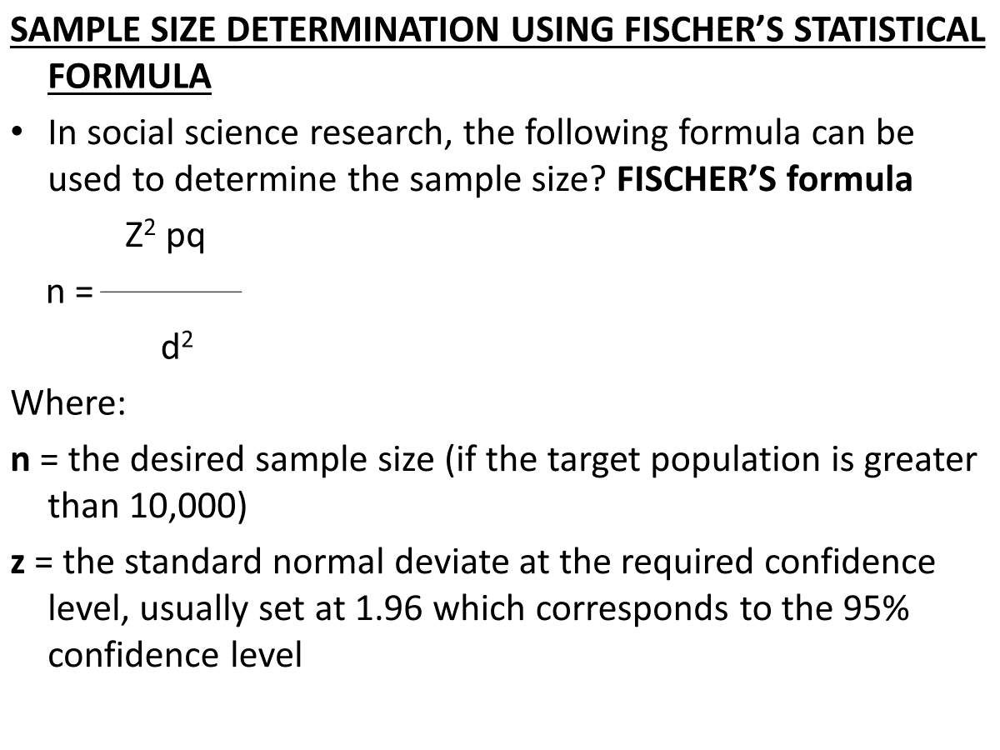 SAMPLE SIZE DETERMINATION USING FISCHER’S STATISTICAL
FORMULA
• In social science research, the following formula can be
used to determine the sample size? FISCHER’S formula
Z² pq
n =
d²
Where:
n = the desired sample size (if the target population is greater
than 10,000)
z = the standard normal deviate at the required confidence
level, usually set at 1.96 which corresponds to the 95%
confidence level